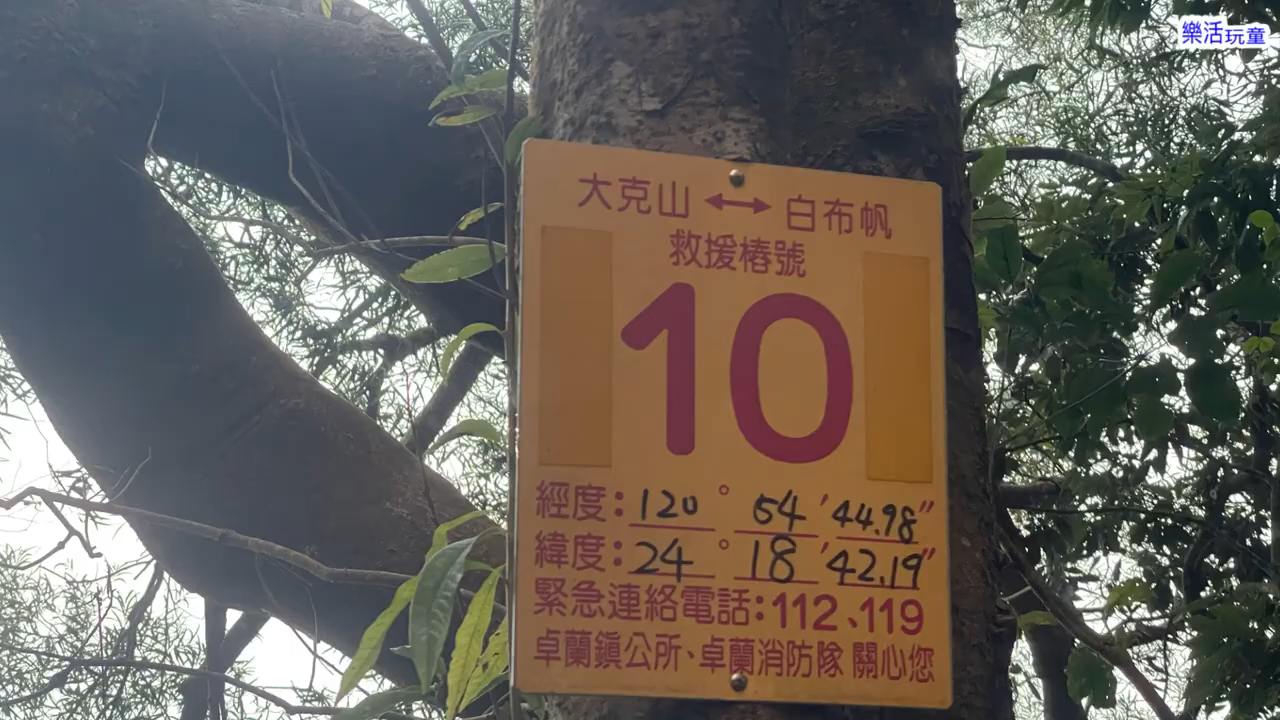 樂活玩童
大克山 ↔ 白布帆
救援樁號
10
經度：120° 54' 44.98"
緯度：24° 18' 42.19"
緊急連絡電話：112、119
卓蘭鎮公所、卓蘭消防隊 關心您